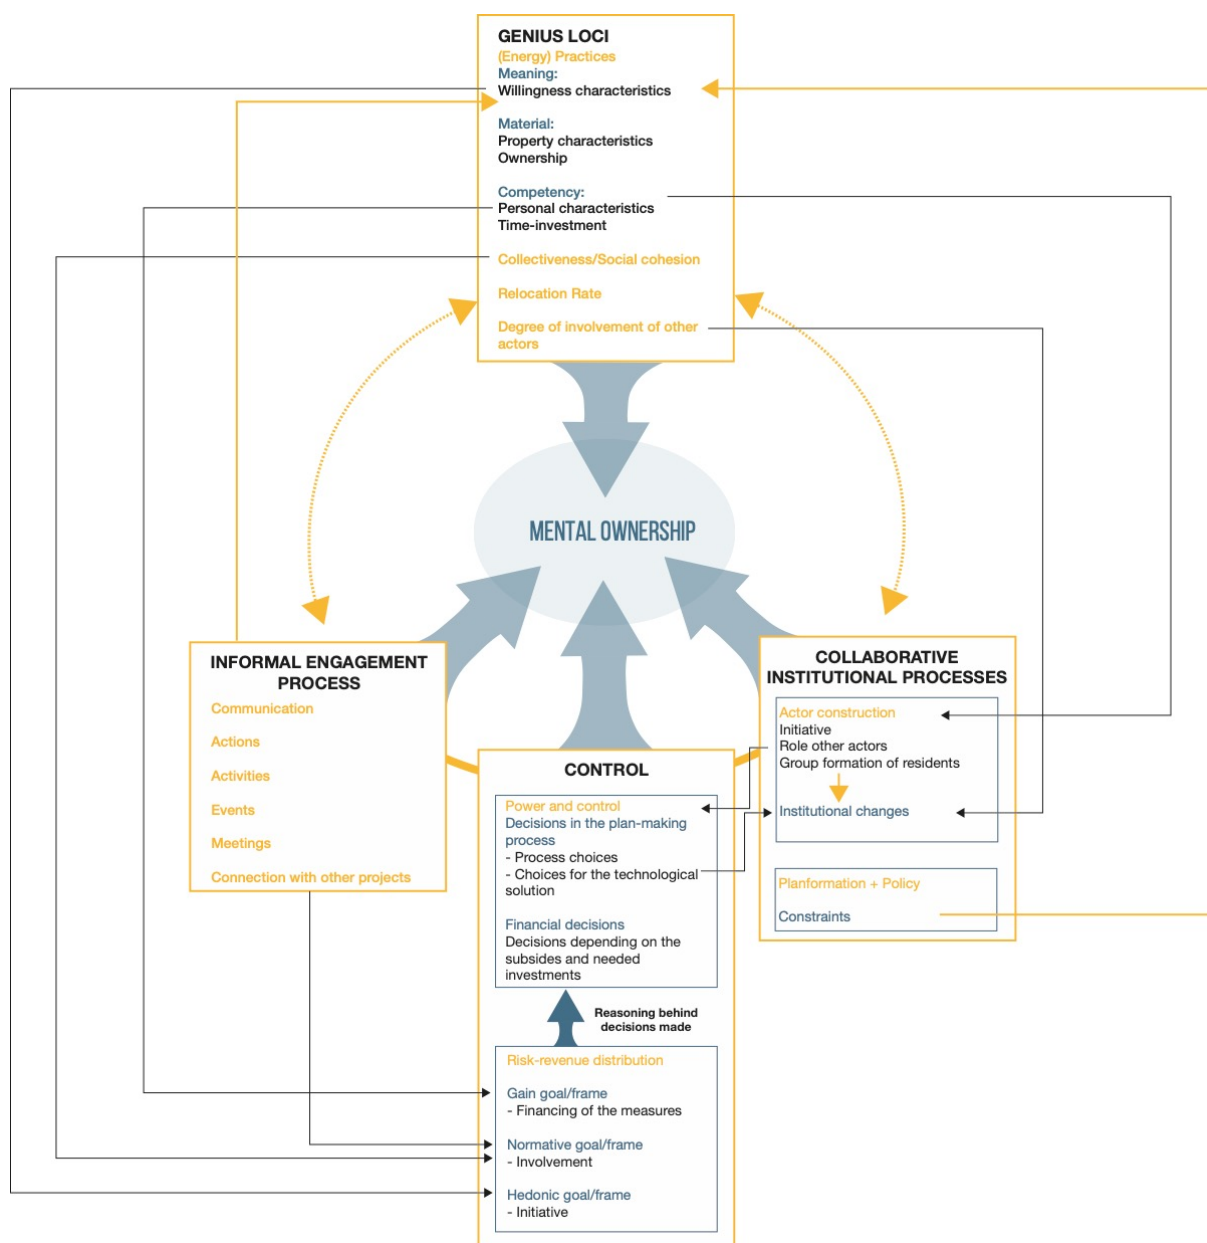 GENIUS LOCI
(Energy) Practices
Meaning:
Willingness characteristics
Material:
Property characteristics
Ownership
Competency:
Personal characteristics
Time-investment
Collectiveness/Social cohesion
Relocation Rate
Degree of involvement of other
actors
MENTAL OWNERSHIP
INFORMAL ENGAGEMENT
PROCESS
Communication
Actions
Activities
Events
Meetings
Connection with other projects
CONTROL
Power and control
Decisions in the plan-making
process
- Process choices
- Choices for the technological
solution
Financial decisions
Decisions depending on the
subsides and needed
investments
Reasoning behind
decisions made
Risk-revenue distribution
Gain goal/frame
- Financing of the measures
Normative goal/frame
- Involvement
Hedonic goal/frame
- Initiative
COLLABORATIVE
INSTITUTIONAL PROCESSES
Actor construction
Initiative
Role other actors
Group formation of residents
Institutional changes
Planformation + Policy
Constraints